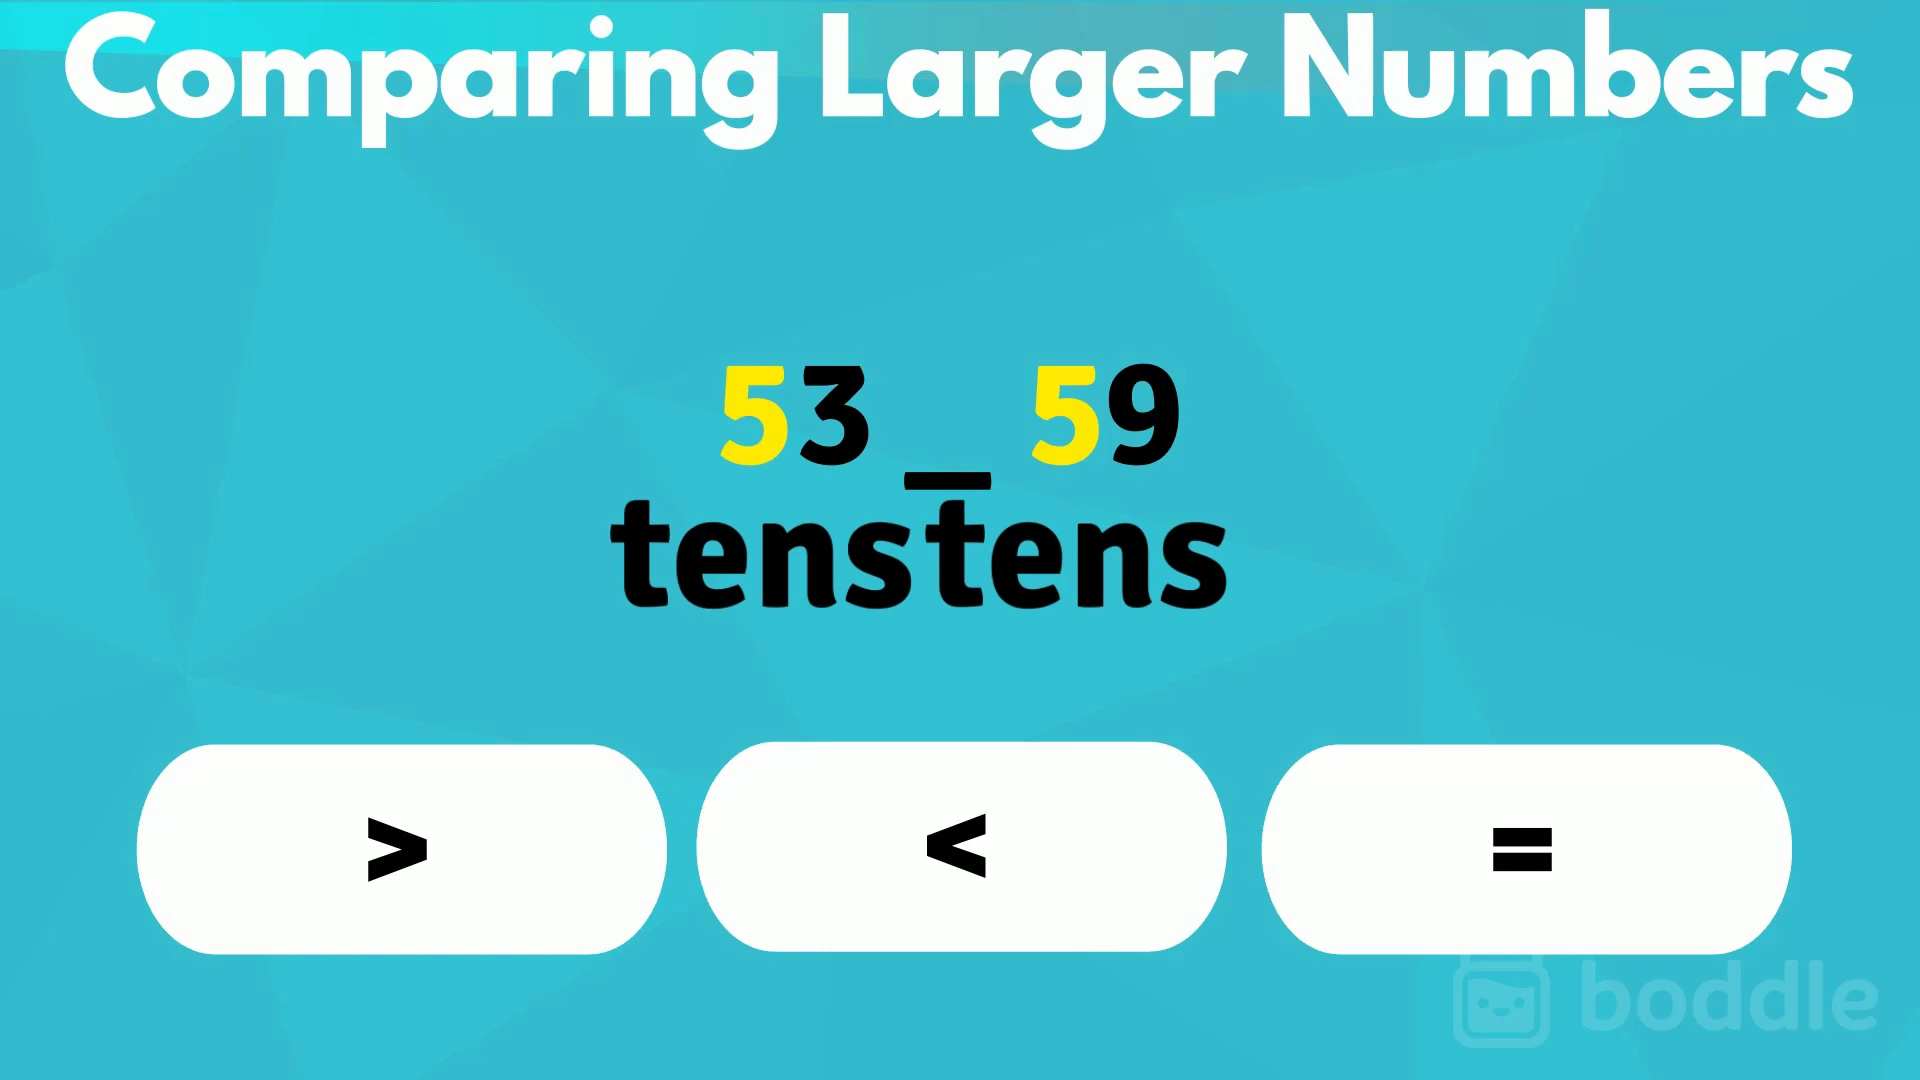 Comparing Larger Numbers
53 _ 59
tens tens
> < =
boddle